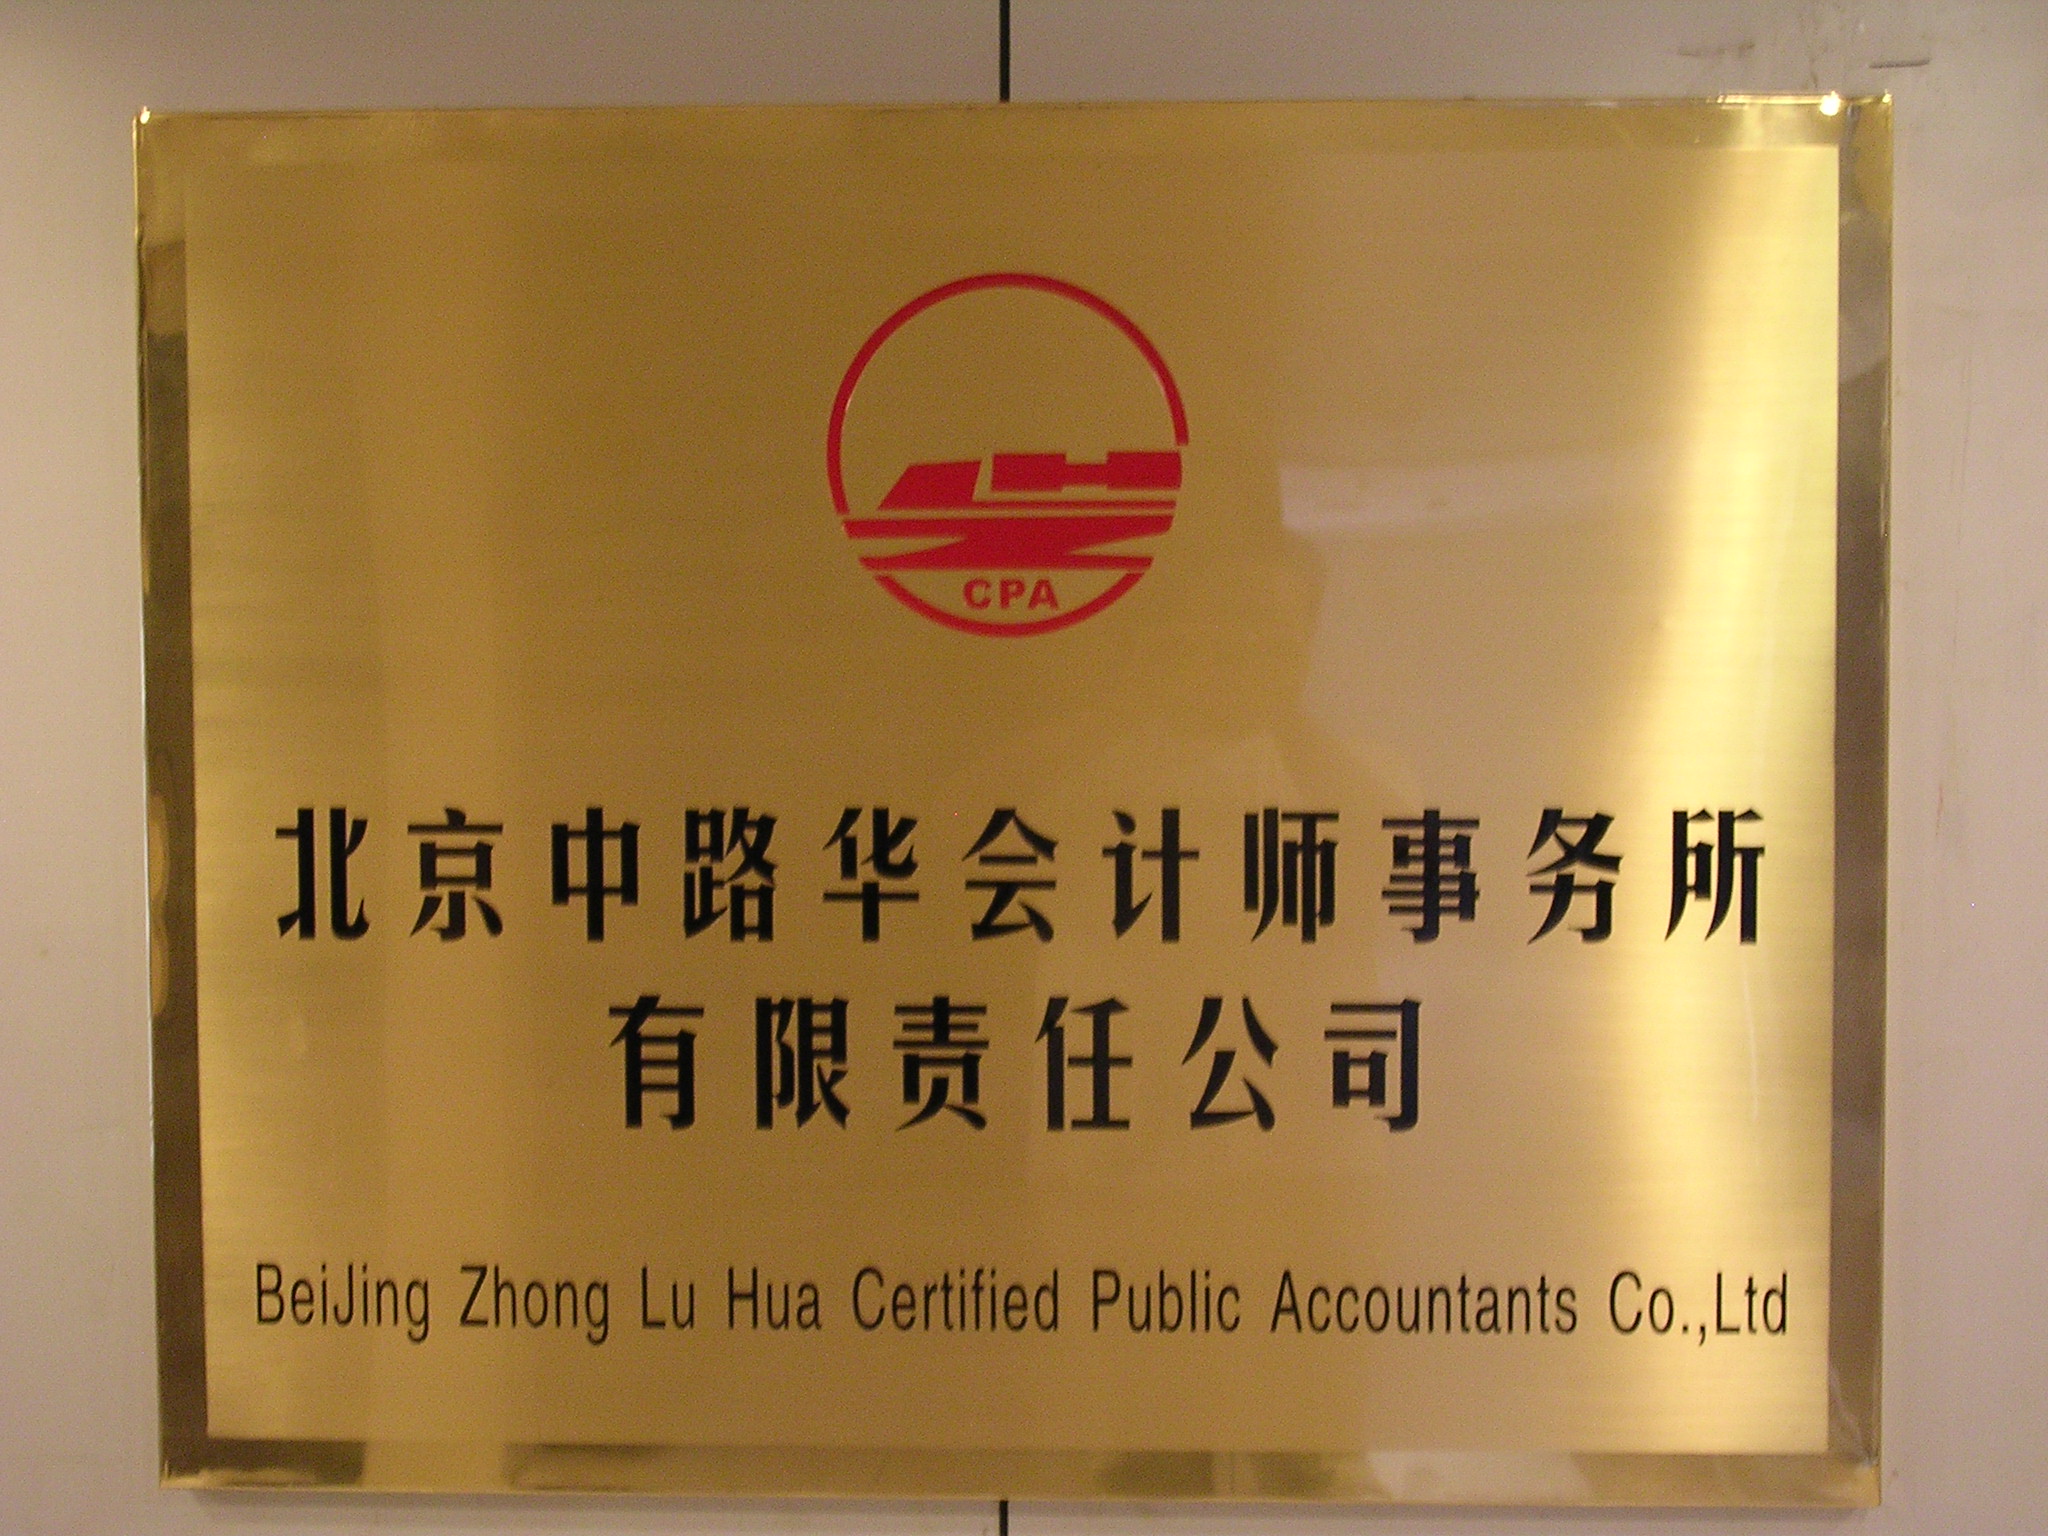 CPA
北京中路华会计师事务所
有限责任公司
BeiJing Zhong Lu Hua Certified Public Accountants Co.,Ltd